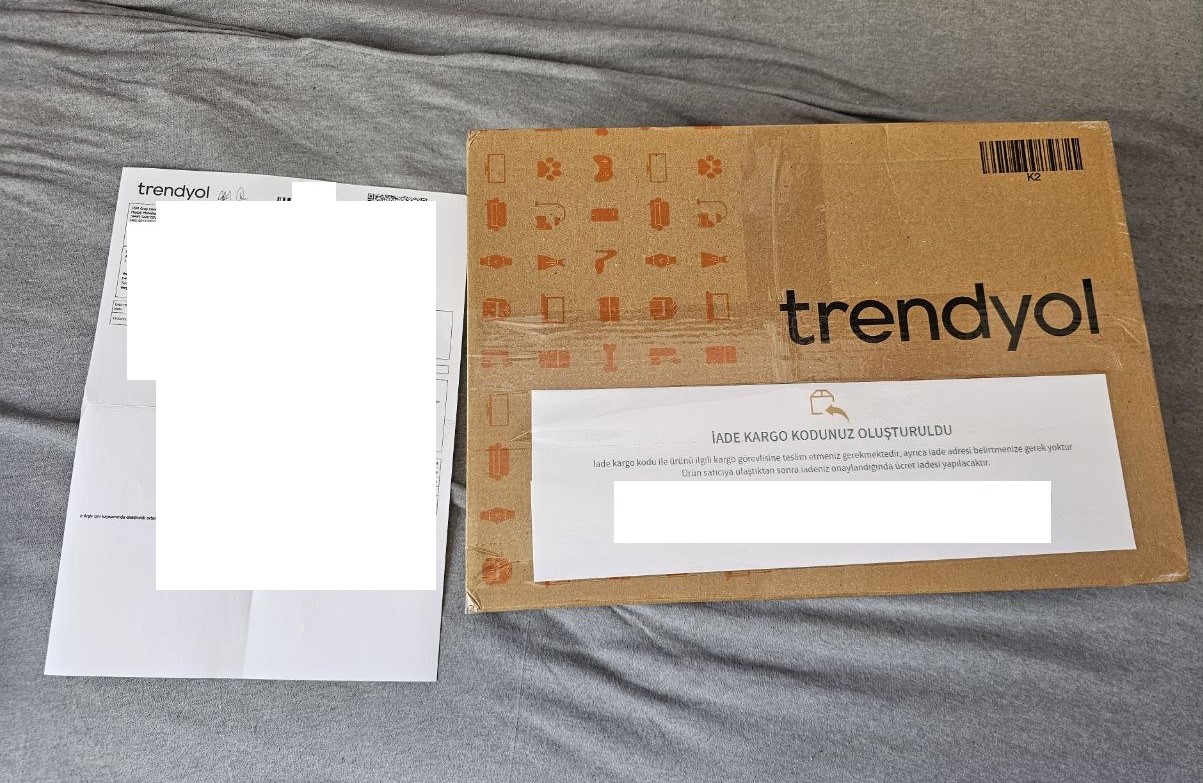 trendyol
K2
trendyol
İADE KARGO KODUNUZ OLUŞTURULDU
İade kargo kodu ile ürünü ilgili kargo görevlisine teslim etmeniz gerekmektedir, ayrıca iade adresi belirtmenize gerek yoktur
Ürün satıcıya ulaştıktan sonra iadeniz onaylandığında ücret iadesi yapılacaktır.